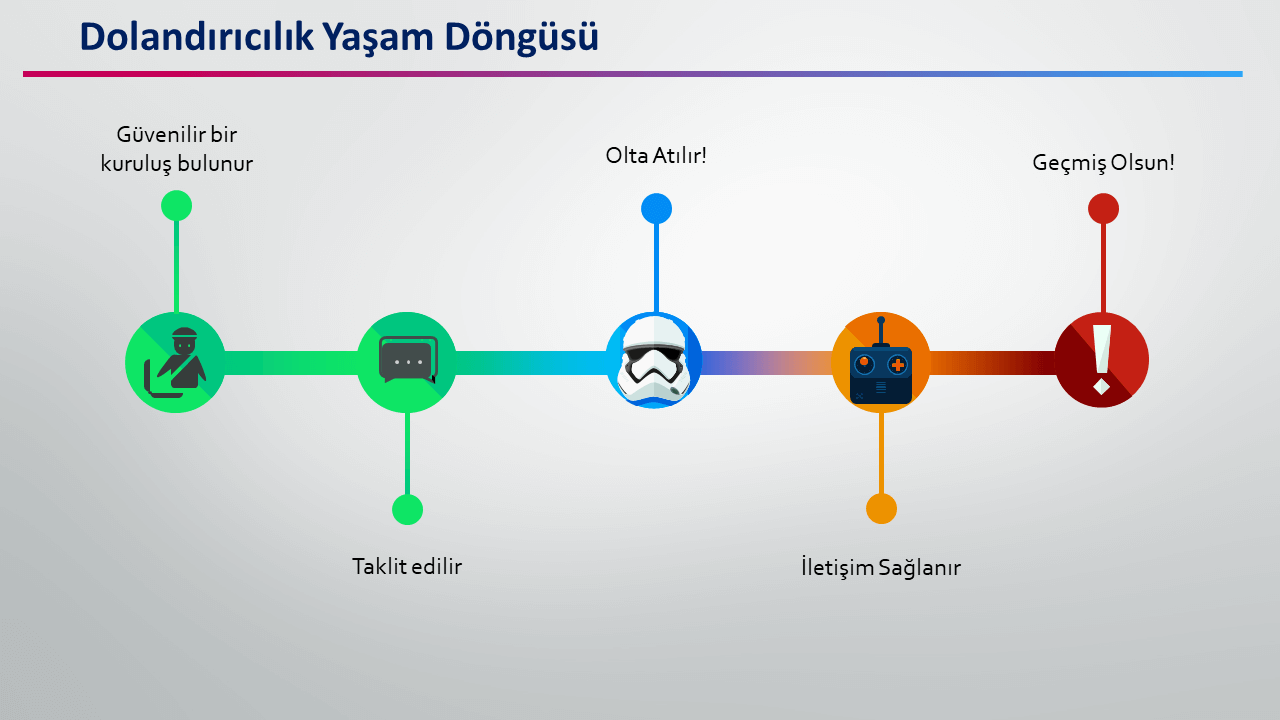 Dolandırıcılık Yaşam Döngüsü
Güvenilir bir
kuruluş bulunur
Taklit edilir
Olta Atılır!
İletişim Sağlanır
Geçmiş Olsun!